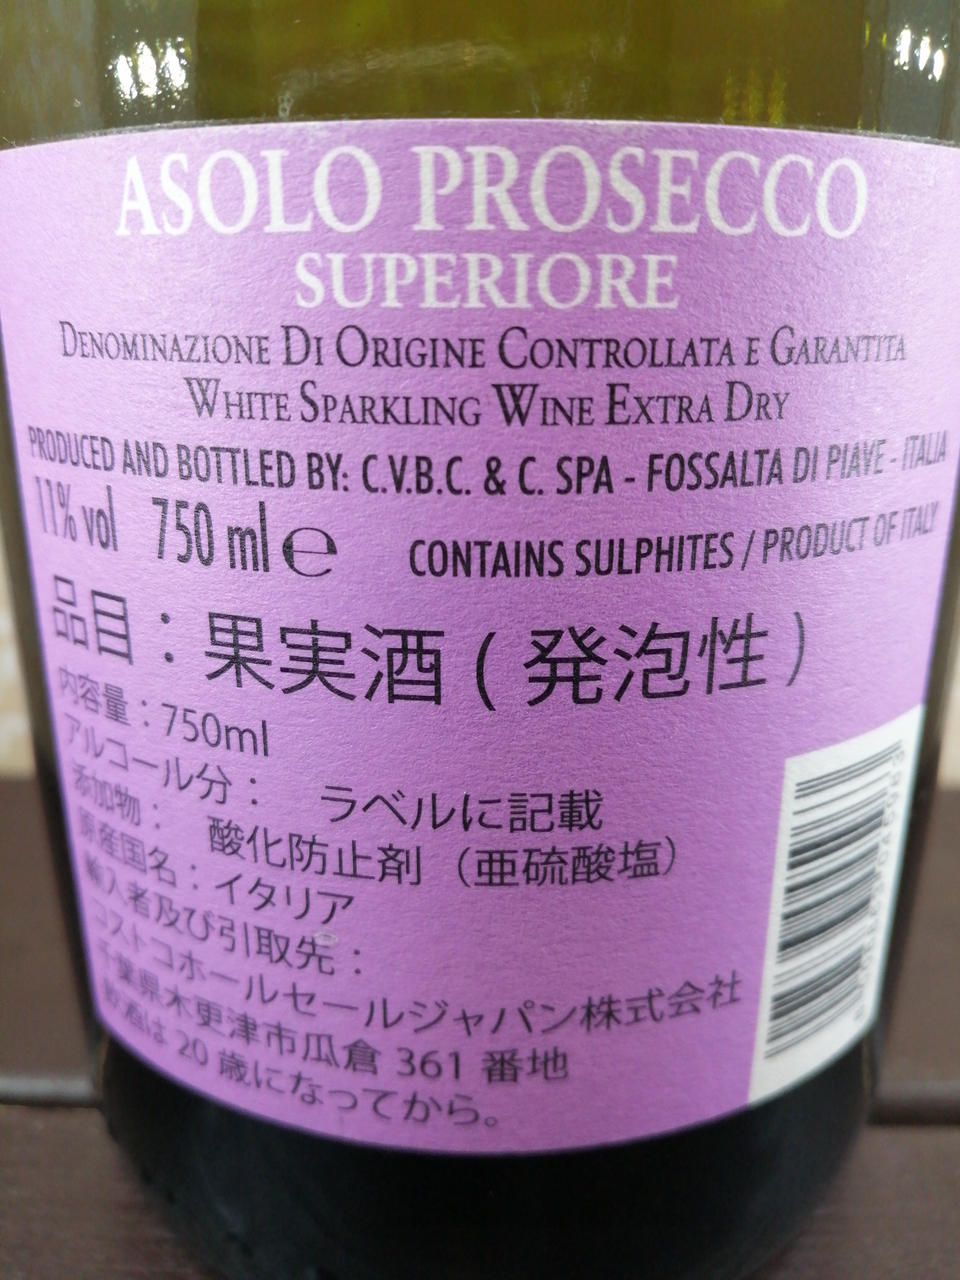 ASOLO PROSECCO
SUPERIORE
DENOMINAZIONE DI ORIGINE CONTROLLATA E GARANTITA
WHITE SPARKLING WINE EXTRA DRY
PRODUCED AND BOTTLED BY: C.V.B.C. & C. SPA - FOSSALTA DI PIAVE - ITALIA
11% vol 750 ml ℮ CONTAINS SULPHITES / PRODUCT OF ITALY
品目：果実酒(発泡性)
内容量：750ml
アルコール分： ラベルに記載
添加物： 酸化防止剤（亜硫酸塩）
原産国名：イタリア
輸入者及び引取先：
コストコホールセールジャパン株式会社
千葉県木更津市瓜倉 361 番地
飲酒は 20 歳になってから。